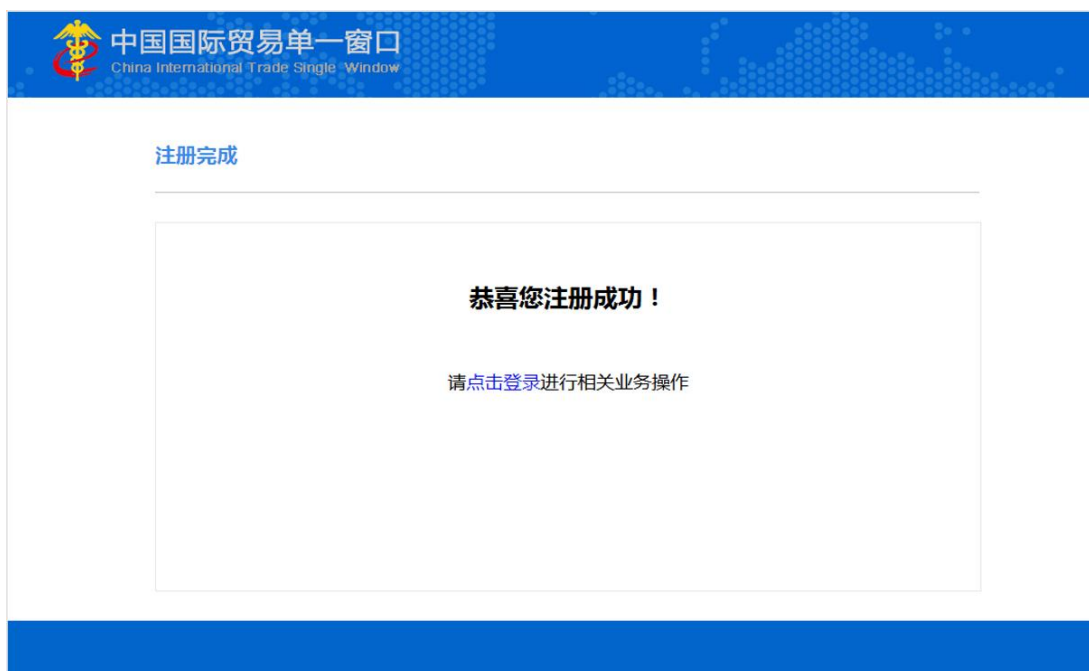 中国国际贸易单一窗口
China International Trade Single Window
注册完成
恭喜您注册成功！
请点击登录进行相关业务操作